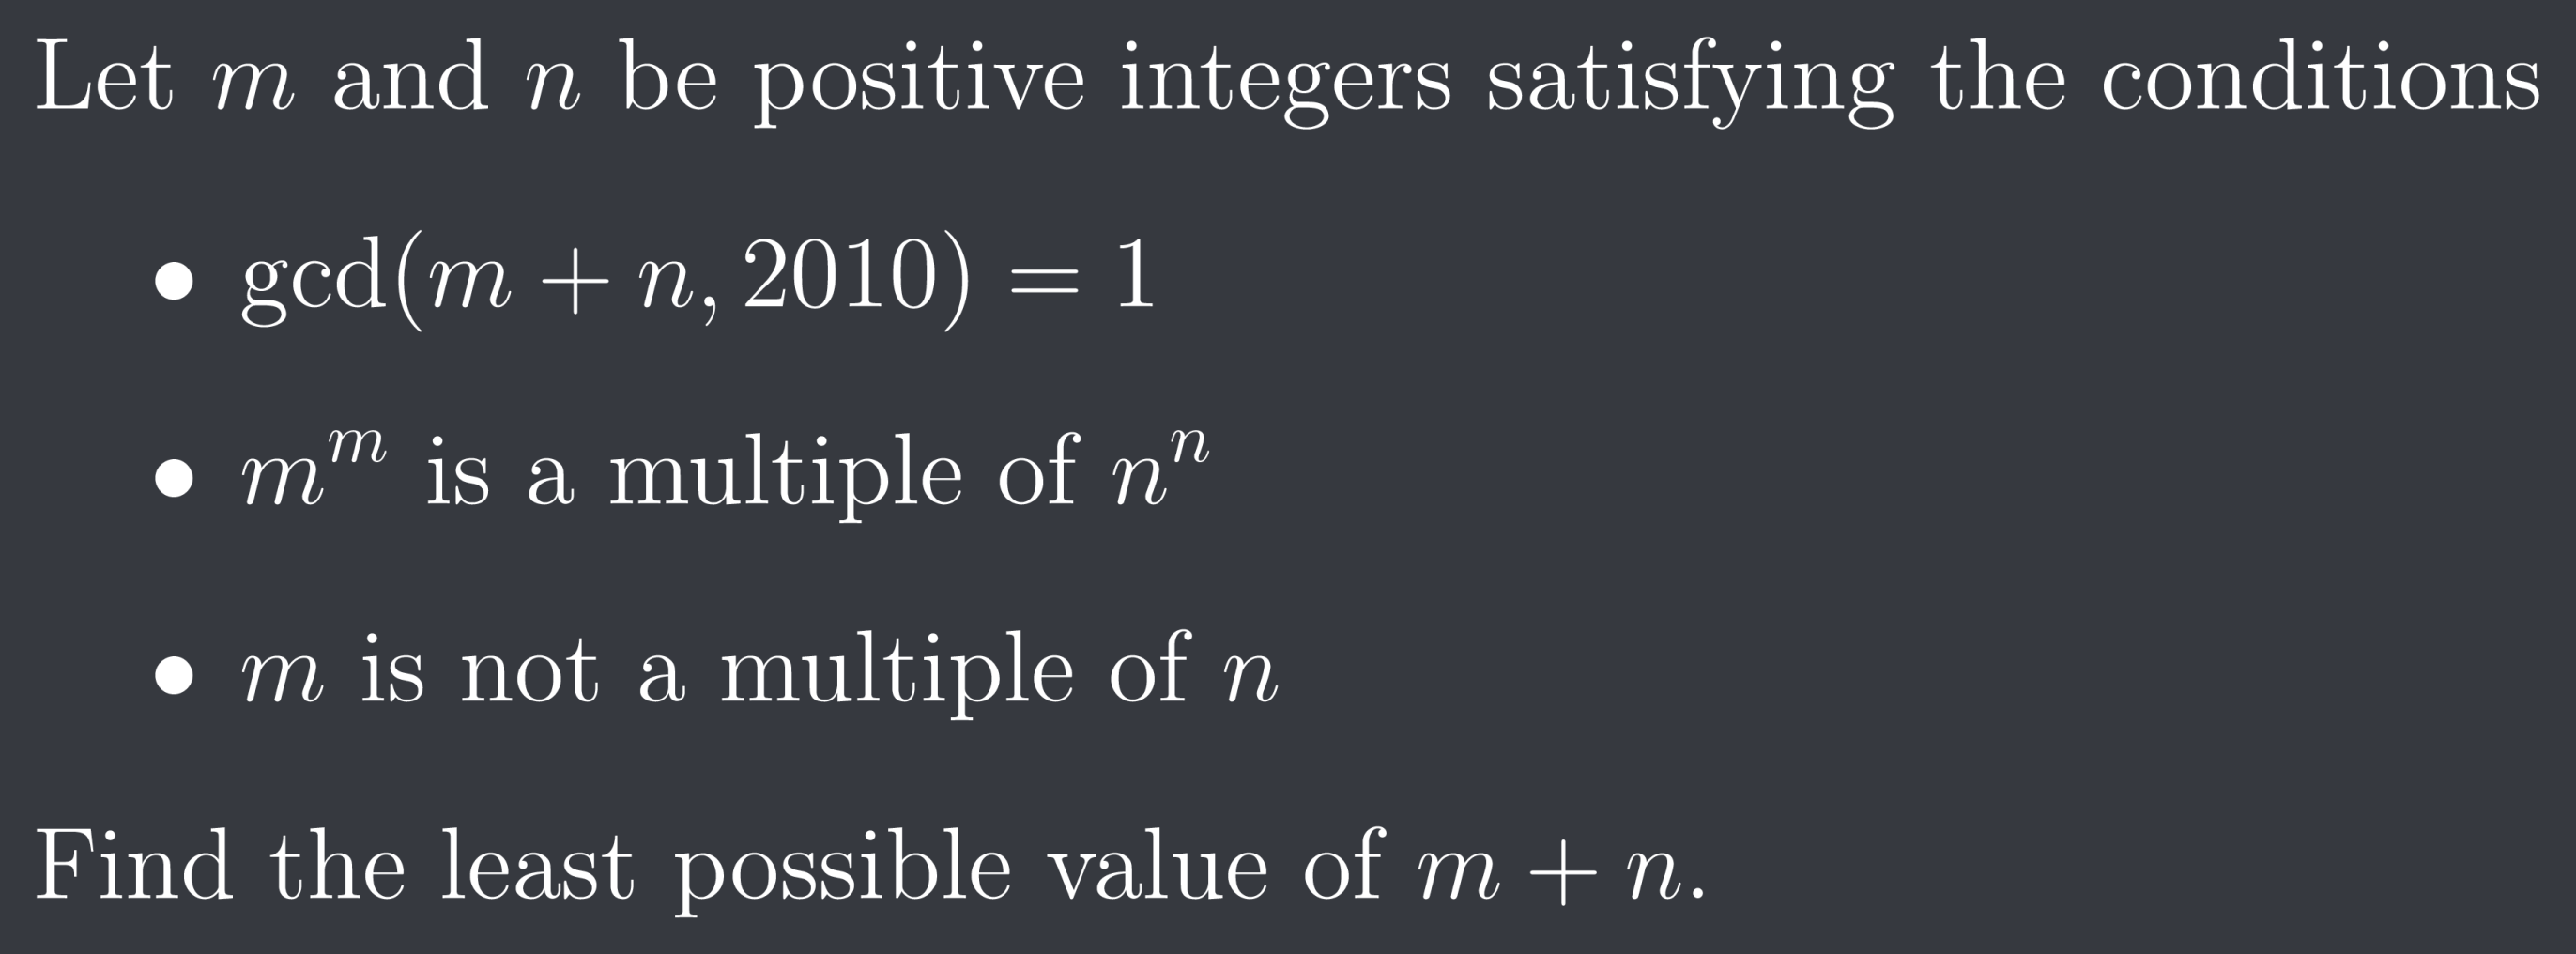 Let m and n be positive integers satisfying the conditions
• gcd(m + n, 2010) = 1
• m^m is a multiple of n^n
• m is not a multiple of n
Find the least possible value of m + n.